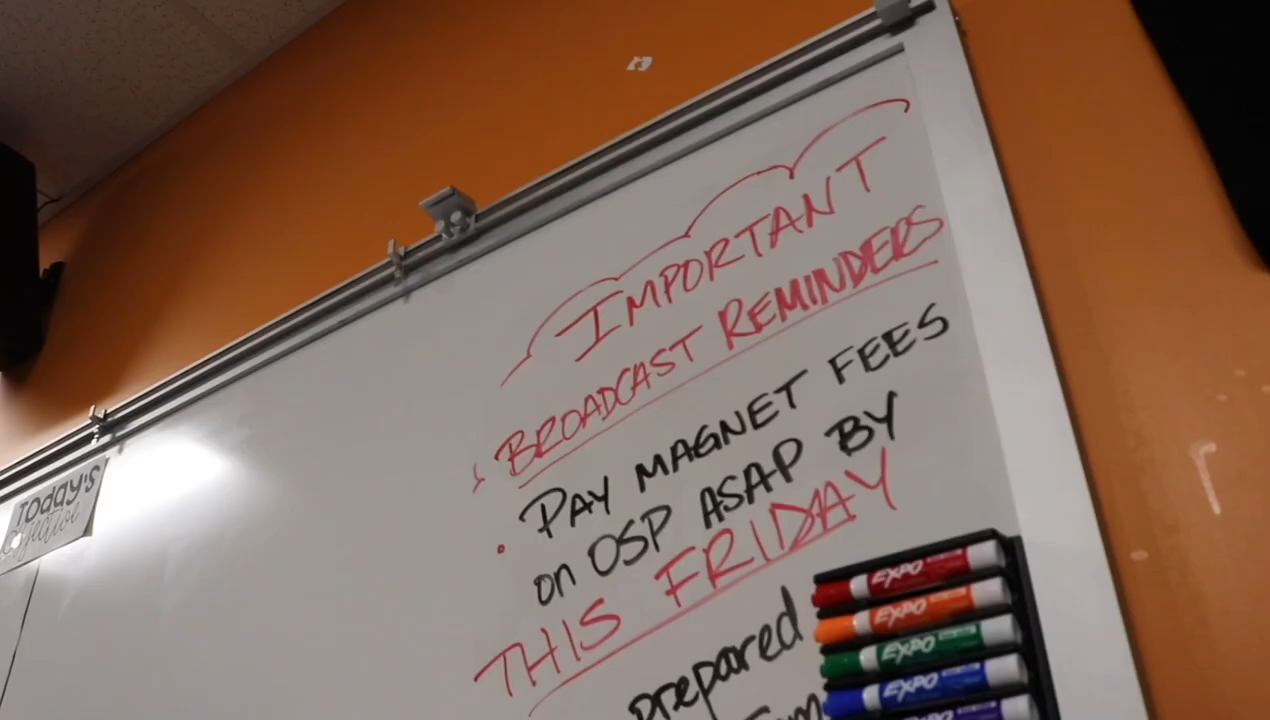 IMPORTANT
BROADCAST REMINDERS
• PAY MAGNET FEES
on OSP ASAP BY
THIS FRIDAY
prepared
TODAY'S
Objective
EXPO
EXPO
EXPO
EXPO
EXPO